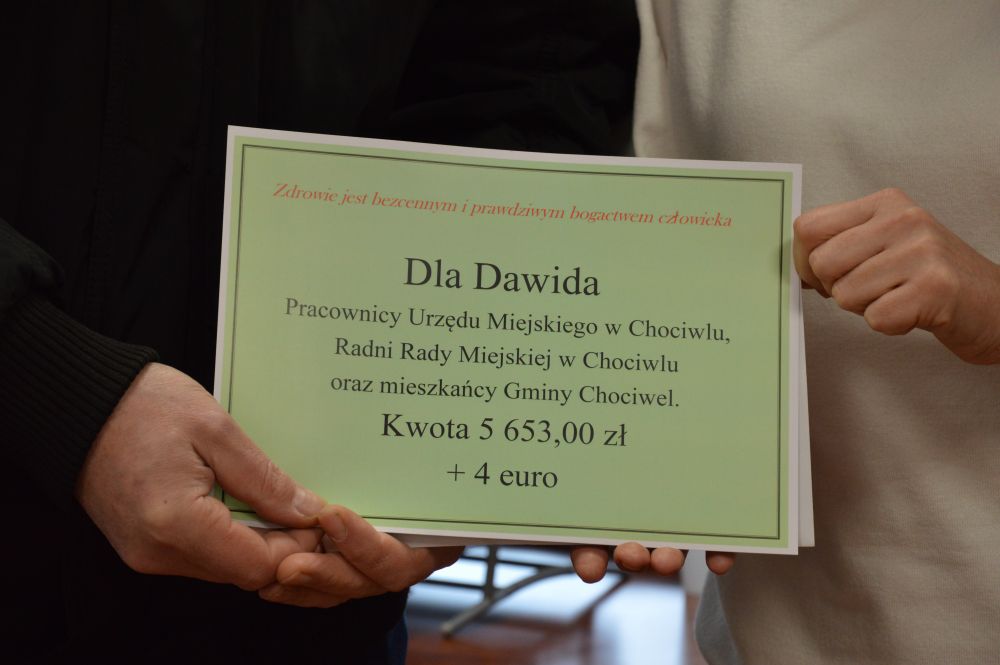 Zdrowie jest bezcennym i prawdziwym bogactwem człowieka
Dla Dawida
Pracownicy Urzędu Miejskiego w Chociwlu,
Radni Rady Miejskiej w Chociwlu
oraz mieszkańcy Gminy Chociwel.
Kwota 5 653,00 zł
+ 4 euro